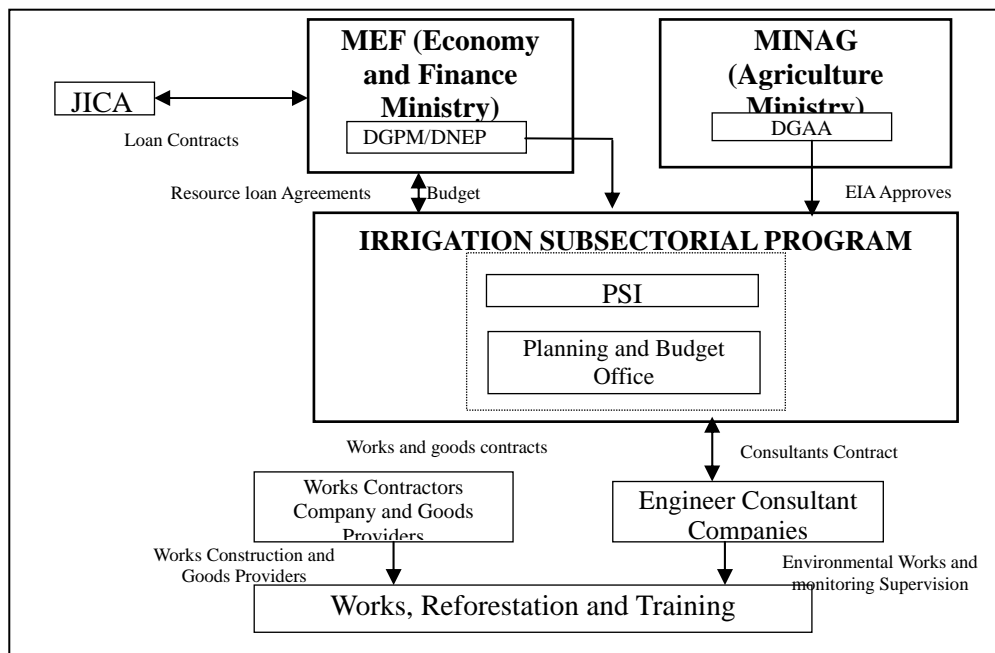 MEF (Economy
and Finance
Ministry)
MINAG
(Agriculture
Ministry)
JICA
DGPM/DNEP
DGAA
Loan Contracts
Resource loan Agreements
Budget
EIA Approves
IRRIGATION SUBSECTORIAL PROGRAM
PSI
Planning and Budget
Office
Works and goods contracts
Consultants Contract
Works Contractors
Company and Goods
Providers
Engineer Consultant
Companies
Works Construction and
Goods Providers
Environmental Works and
monitoring Supervision
Works, Reforestation and Training